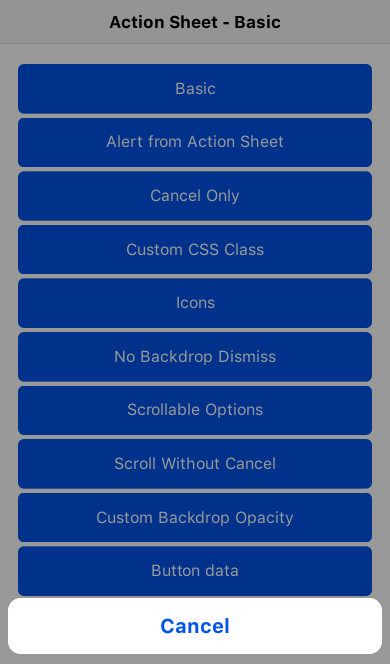 Action Sheet - Basic
Basic
Alert from Action Sheet
Cancel Only
Custom CSS Class
Icons
No Backdrop Dismiss
Scrollable Options
Scroll Without Cancel
Custom Backdrop Opacity
Button data
Cancel